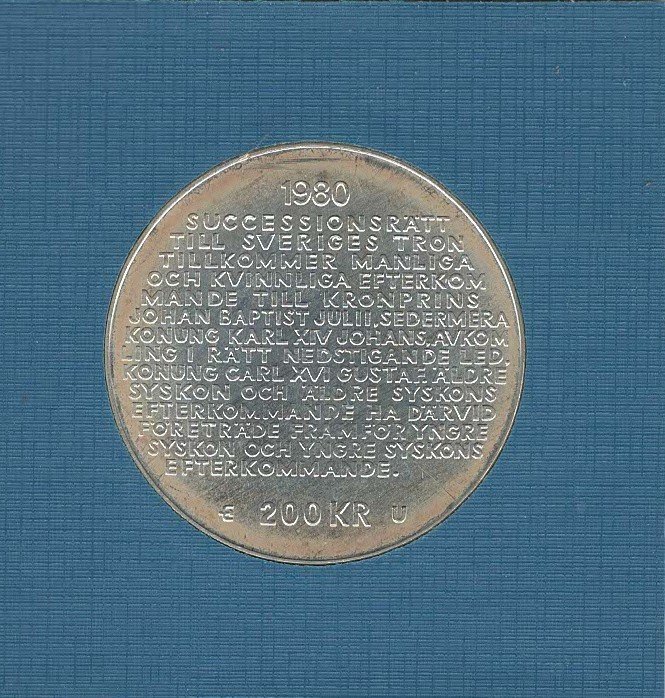 1980
SUCCESSIONSRÄTT
TILL SVERIGES TRON
TILLKOMMER MANLIGA
OCH KVINNLIGA EFTERKOM
MANDE TILL KRONPRINS
JOHAN BAPTIST JULII, SEDERMERA
KONUNG KARL XIV JOHANS, AVKOM
LING I RÄTT NEDSTIGANDE LED,
KONUNG CARL XVI GUSTAF. ÄLDRE
SYSKON OCH ÄLDRE SYSKONS
EFTERKOMMANDE HA DÄRVID
FÖRETRÄDE FRAMFÖR YNGRE
SYSKON OCH YNGRE SYSKONS
EFTERKOMMANDE.
200 KR U